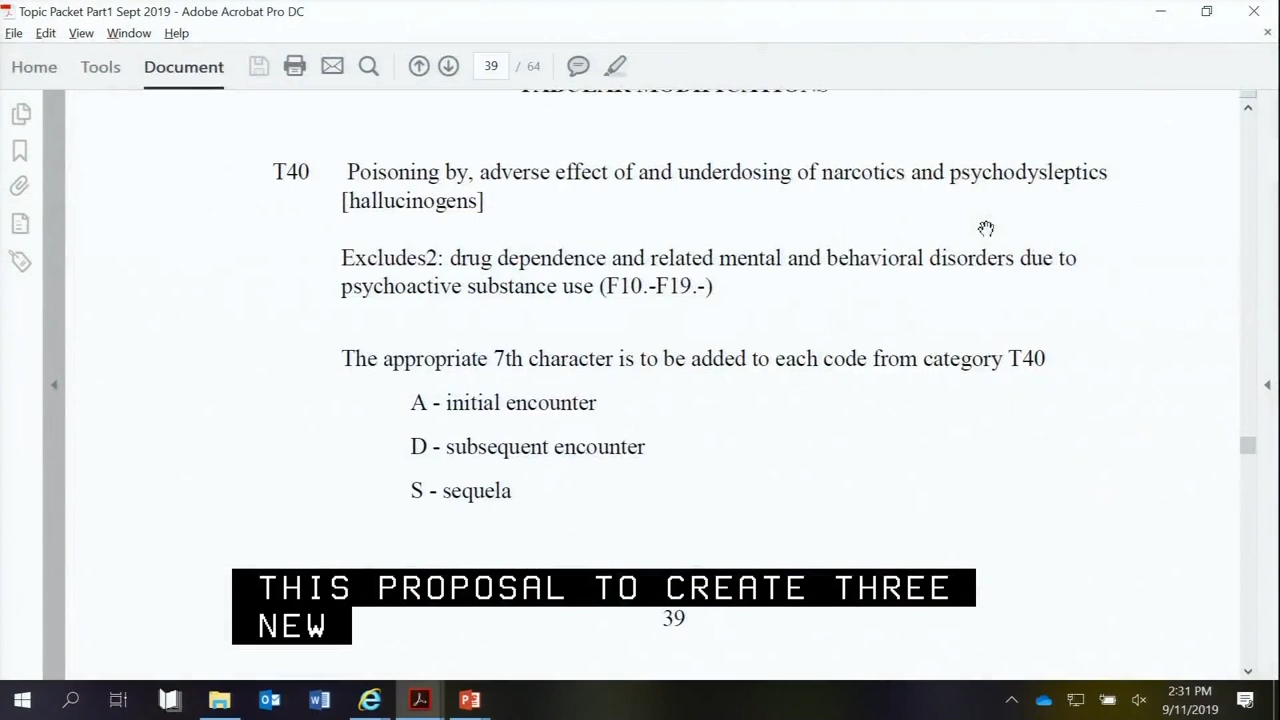 Topic Packet Part1 Sept 2019 - Adobe Acrobat Pro DC
File Edit View Window Help
Home Tools Document 39 / 64
TABULAR MODIFICATIONS
T40 Poisoning by, adverse effect of and underdosing of narcotics and psychodysleptics
[hallucinogens]
Excludes2: drug dependence and related mental and behavioral disorders due to
psychoactive substance use (F10.-F19.-)
The appropriate 7th character is to be added to each code from category T40
A - initial encounter
D - subsequent encounter
S - sequela
THIS PROPOSAL TO CREATE THREE
NEW
39
2:31 PM
9/11/2019